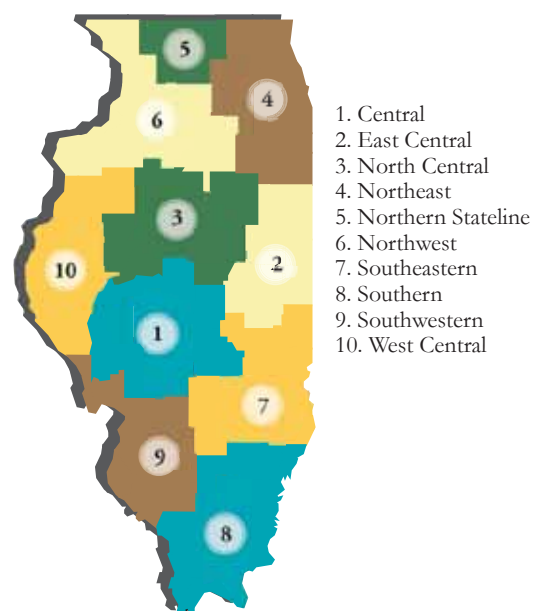 5
4
6
3
10
2
1
7
9
8
1. Central
2. East Central
3. North Central
4. Northeast
5. Northern Stateline
6. Northwest
7. Southeastern
8. Southern
9. Southwestern
10. West Central